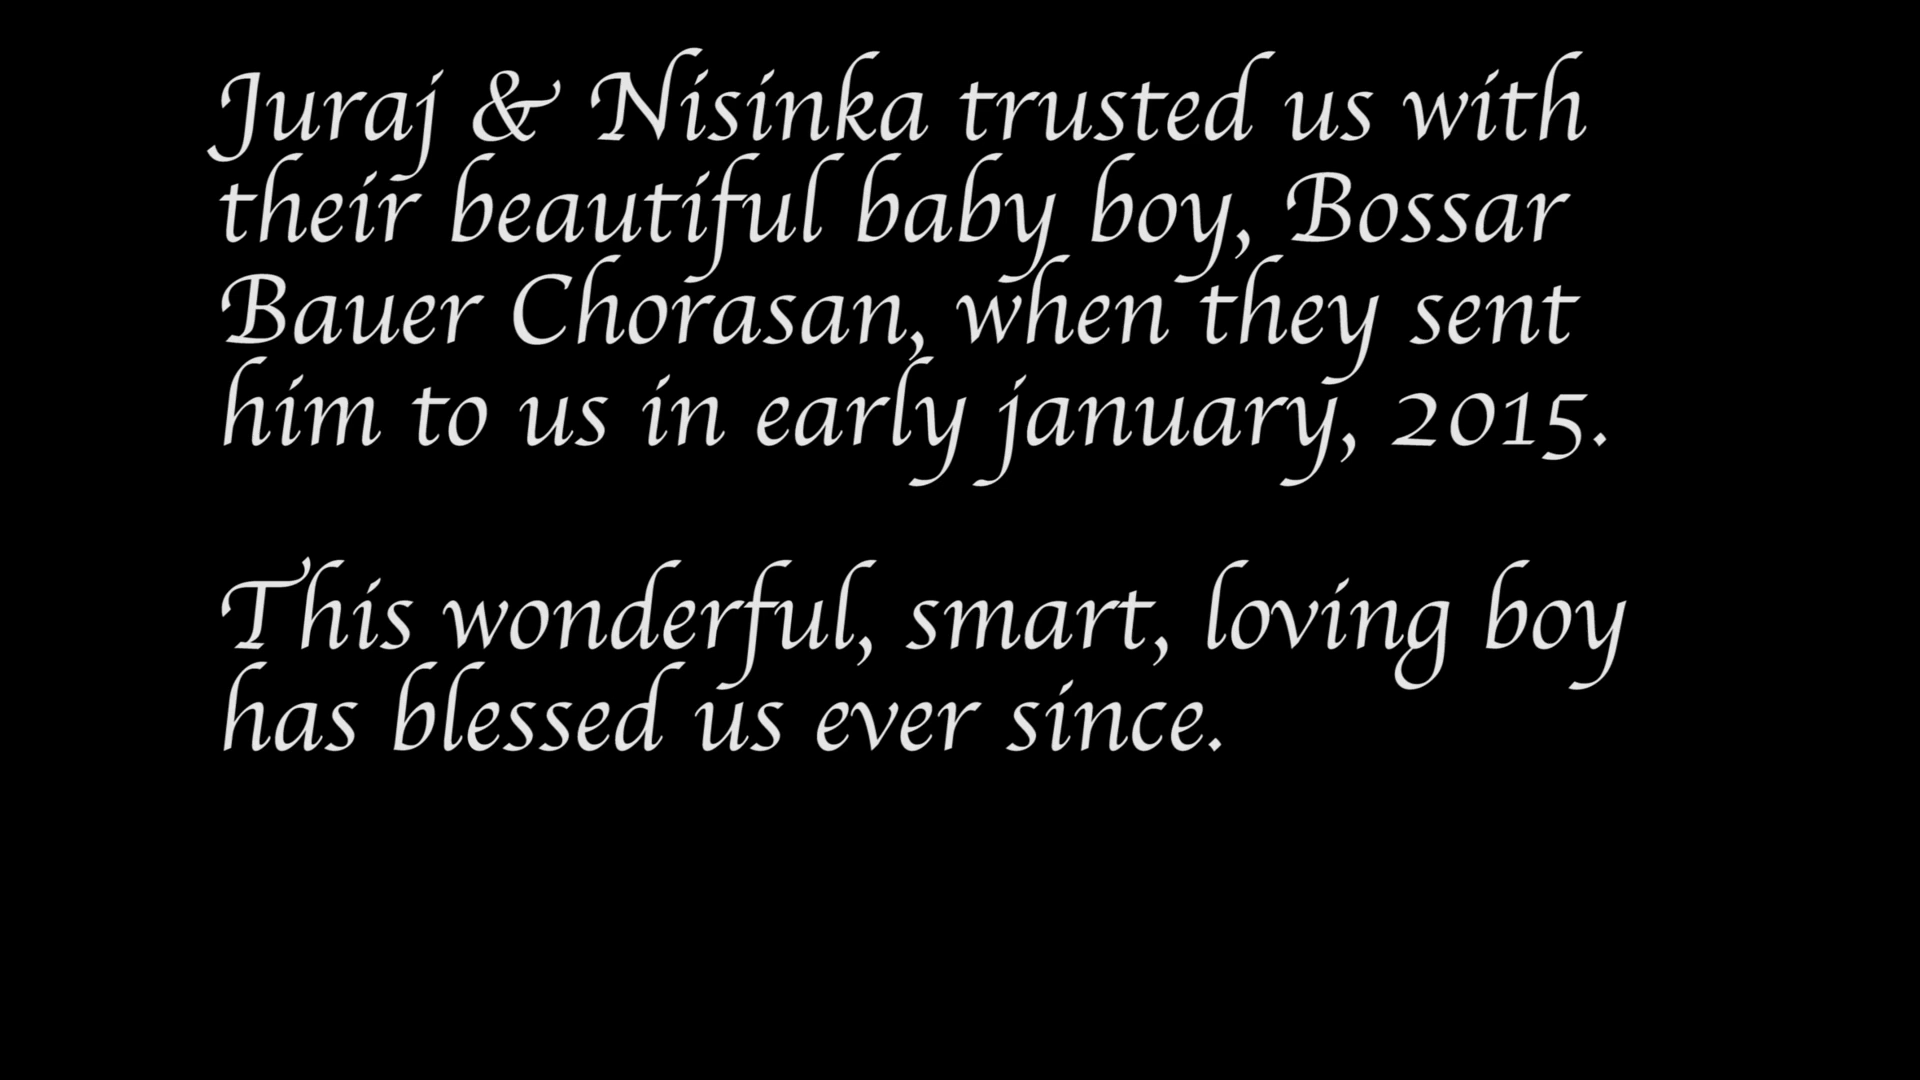 Juraj & Nisinka trusted us with
their beautiful baby boy, Bossar
Bauer Chorasan, when they sent
him to us in early january, 2015.
This wonderful, smart, loving boy
has blessed us ever since.